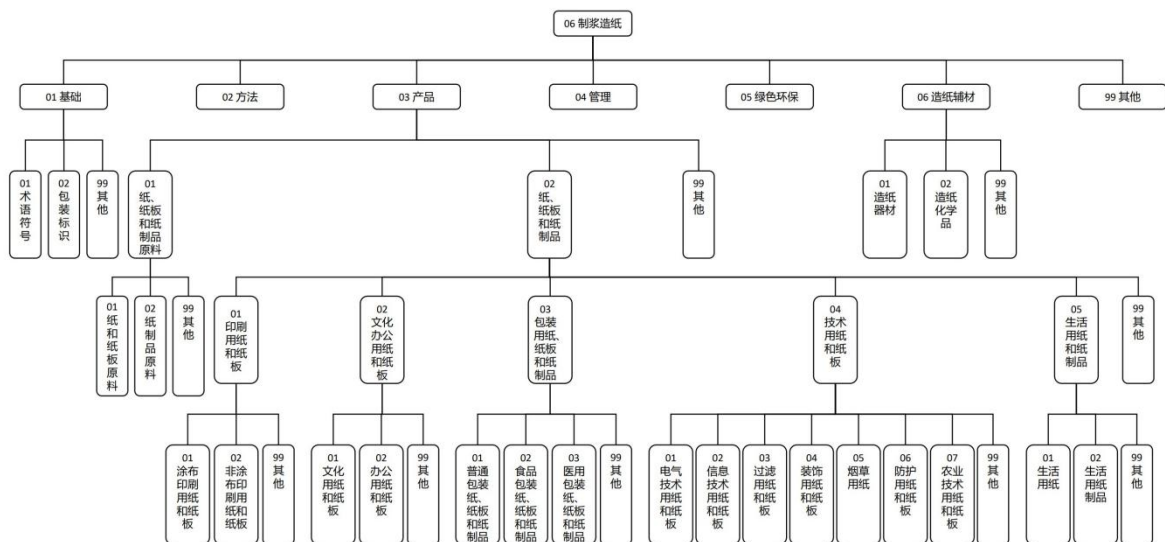 06 制浆造纸
01 基础
02 方法
03 产品
04 管理
05 绿色环保
06 造纸辅材
99 其他
01
术
语
符
号
02
包
装
标
识
99
其
他
01
纸、
纸板
和纸
制品
原料
02
纸、
纸板
和纸
制品
99
其
他
01
造纸
器材
02
造纸
化学
品
99
其
他
01
纸
和
纸
板
原
料
02
纸
制
品
原
料
99
其
他
01
印刷
用纸
和纸
板
02
文化
办公
用纸
和纸
板
03
包装
用纸、
纸板
和纸
制品
04
技术
用纸
和纸
板
05
生活
用纸
和纸
制品
99
其
他
01
涂布
印刷
用纸
和纸
板
02
非涂
布印
刷用
纸和
纸板
99
其
他
01
文化
用纸
和纸
板
02
办公
用纸
和纸
板
99
其
他
01
普通
包装
纸、
纸板
和纸
制品
02
食品
包装
纸、
纸板
和纸
制品
03
医用
包装
纸、
纸板
和纸
制品
99
其
他
01
电气
技术
用纸
和纸
板
02
信息
技术
用纸
和纸
板
03
过滤
用纸
和纸
板
04
装饰
用纸
和纸
板
05
烟草
用纸
06
防护
用纸
和纸
板
07
农业
技术
用纸
和纸
板
99
其
他
01
生活
用纸
02
生活
用纸
制品
99
其
他